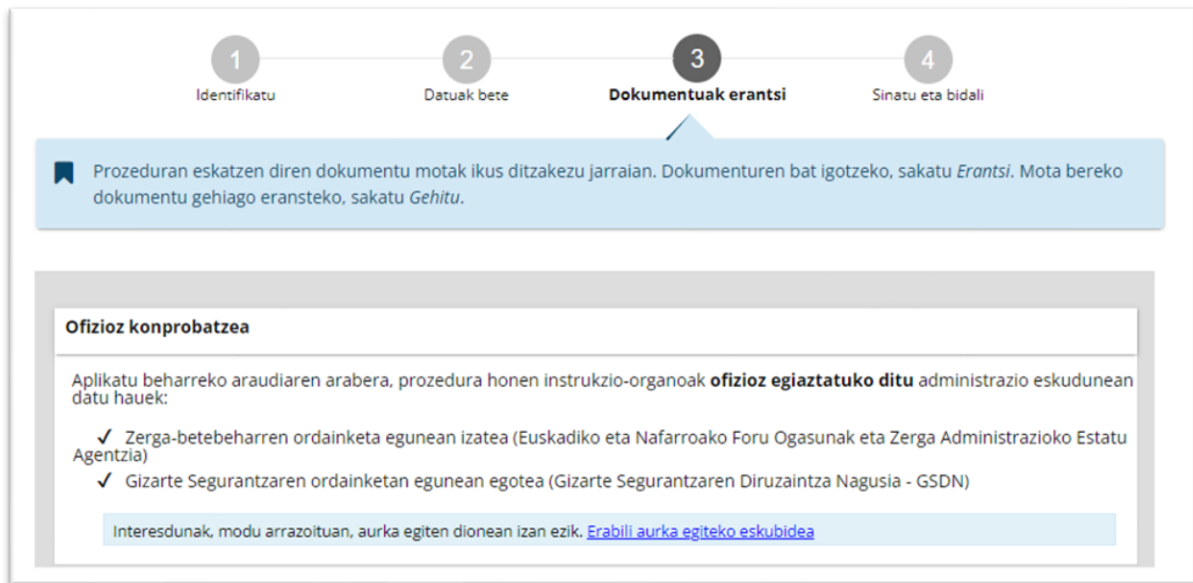 1
2
3
4
Identifikatu
Datuak bete
Dokumentuak erantsi
Sinatu eta bidali
Prozeduran eskatzen diren dokumentu motak ikus ditzakezu jarraian. Dokumenturen bat igotzeko, sakatu Erantsi. Mota bereko
dokumentu gehiago eransteko, sakatu Gehitu.
Ofizioz konprobatzea
Aplikatu beharreko araudiaren arabera, prozedura honen instrukzio-organoak ofizioz egiaztatuko ditu administrazio eskudunean
datu hauek:
✓ Zerga-betebeharren ordainketa egunean izatea (Euskadiko eta Nafarroako Foru Ogasunak eta Zerga Administrazioko Estatu
Agentzia)
✓ Gizarte Segurantzaren ordainketan egunean egotea (Gizarte Segurantzaren Diruzaintza Nagusia - GSDN)
Interesdunak, modu arrazoituan, aurka egiten dionean izan ezik. Erabili aurka egiteko eskubidea